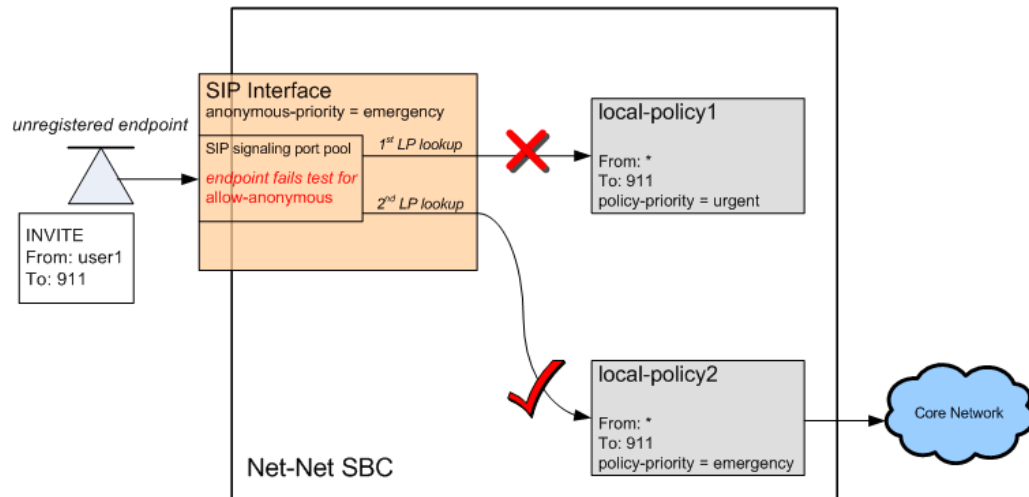 unregistered endpoint
INVITE
From: user1
To: 911
SIP Interface
anonymous-priority = emergency
SIP signaling port pool
endpoint fails test for
allow-anonymous
1st LP lookup
2nd LP lookup
local-policy1
From: *
To: 911
policy-priority = urgent
local-policy2
From: *
To: 911
policy-priority = emergency
Core Network
Net-Net SBC